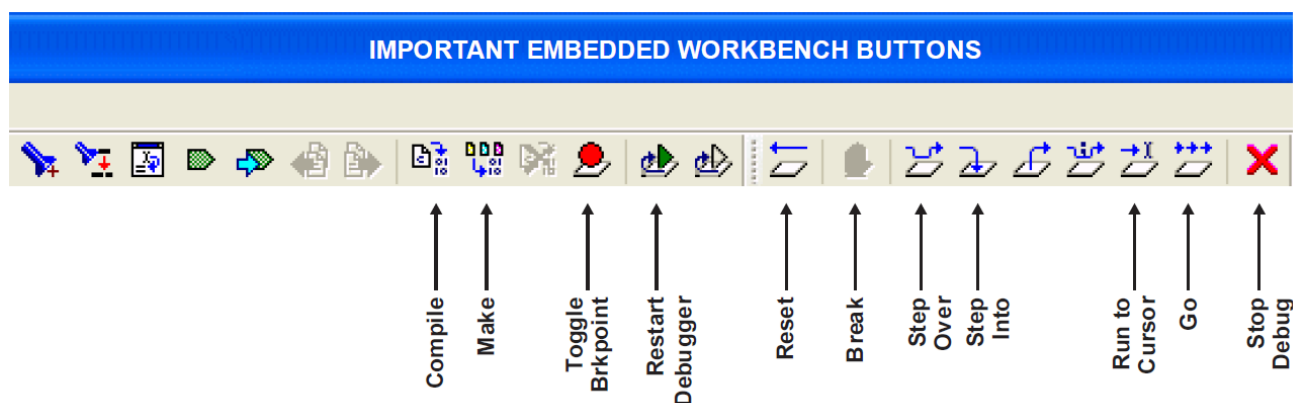 IMPORTANT EMBEDDED WORKBENCH BUTTONS
Compile
Make
Toggle
Brkpoint
Restart
Debugger
Reset
Break
Step
Over
Step
Into
Run to
Cursor
Go
Stop
Debug